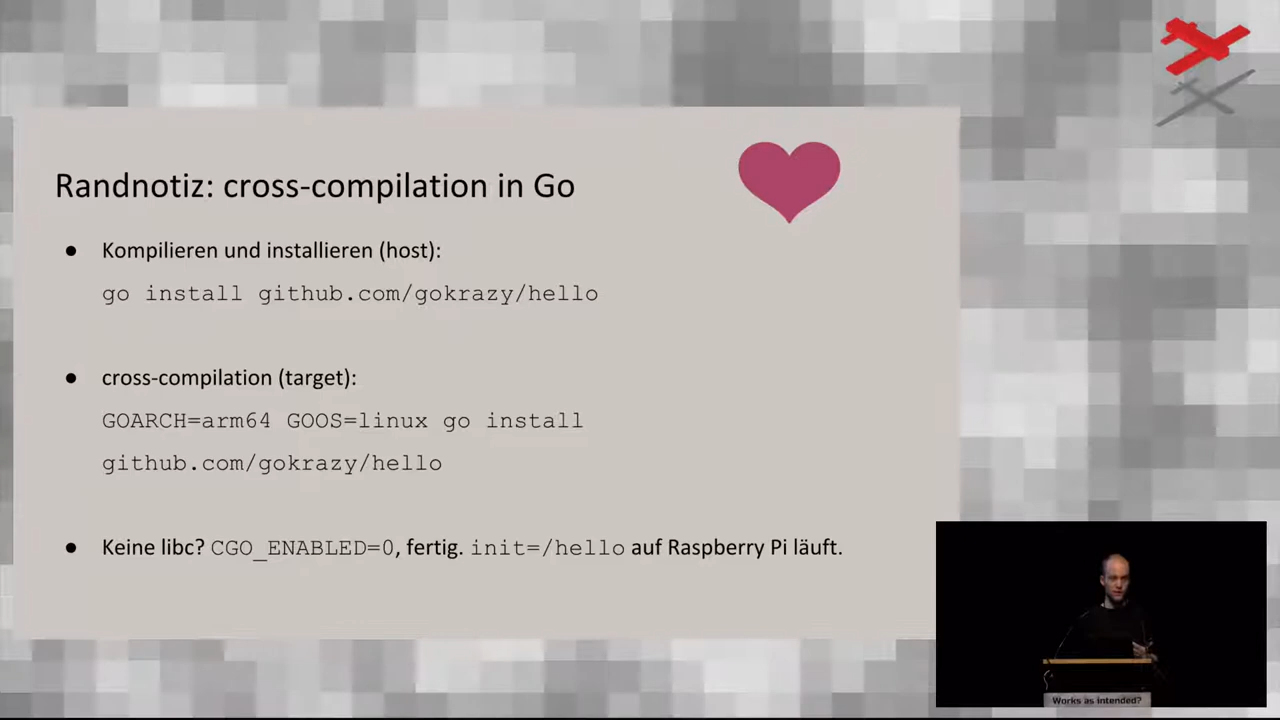 Randnotiz: cross-compilation in Go
● Kompilieren und installieren (host):
go install github.com/gokrazy/hello
● cross-compilation (target):
GOARCH=arm64 GOOS=linux go install
github.com/gokrazy/hello
● Keine libc? CGO_ENABLED=0, fertig. init=/hello auf Raspberry Pi läuft.
Works as intended?